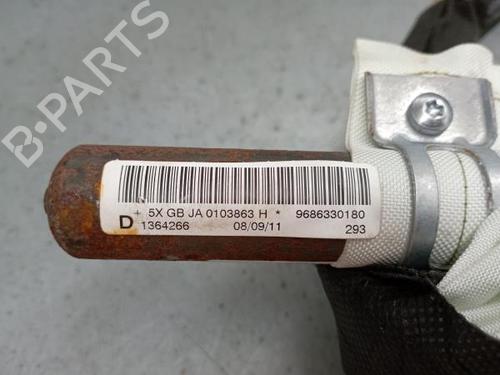 B-PARTS
+ 5X GB JA 0103863 H * 9686330180
D 1364266 08/09/11 293